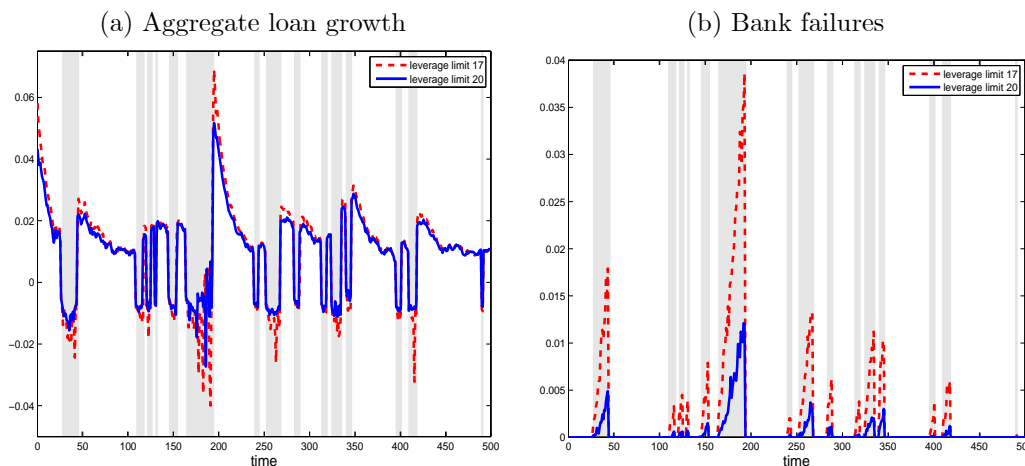 (a) Aggregate loan growth
leverage limit 17
leverage limit 20
0.06
0.04
0.02
0
−0.02
−0.04
0 50 100 150 200 250 300 350 400 450 500
time
(b) Bank failures
leverage limit 17
leverage limit 20
0.04
0.035
0.03
0.025
0.02
0.015
0.01
0.005
0
0 50 100 150 200 250 300 350 400 450 500
time